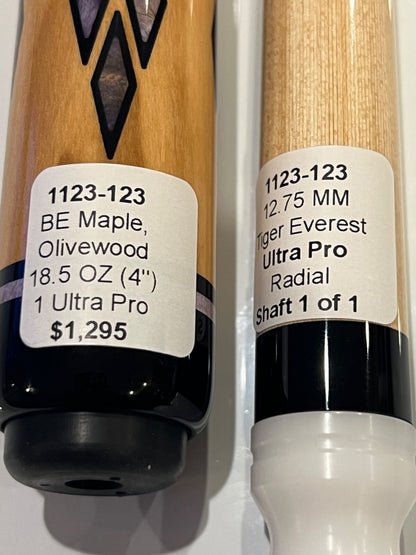 1123-123
BE Maple,
Olivewood
18.5 OZ (4")
1 Ultra Pro
$1,295
1123-123
12.75 MM
Tiger Everest
Ultra Pro
Radial
Shaft 1 of 1